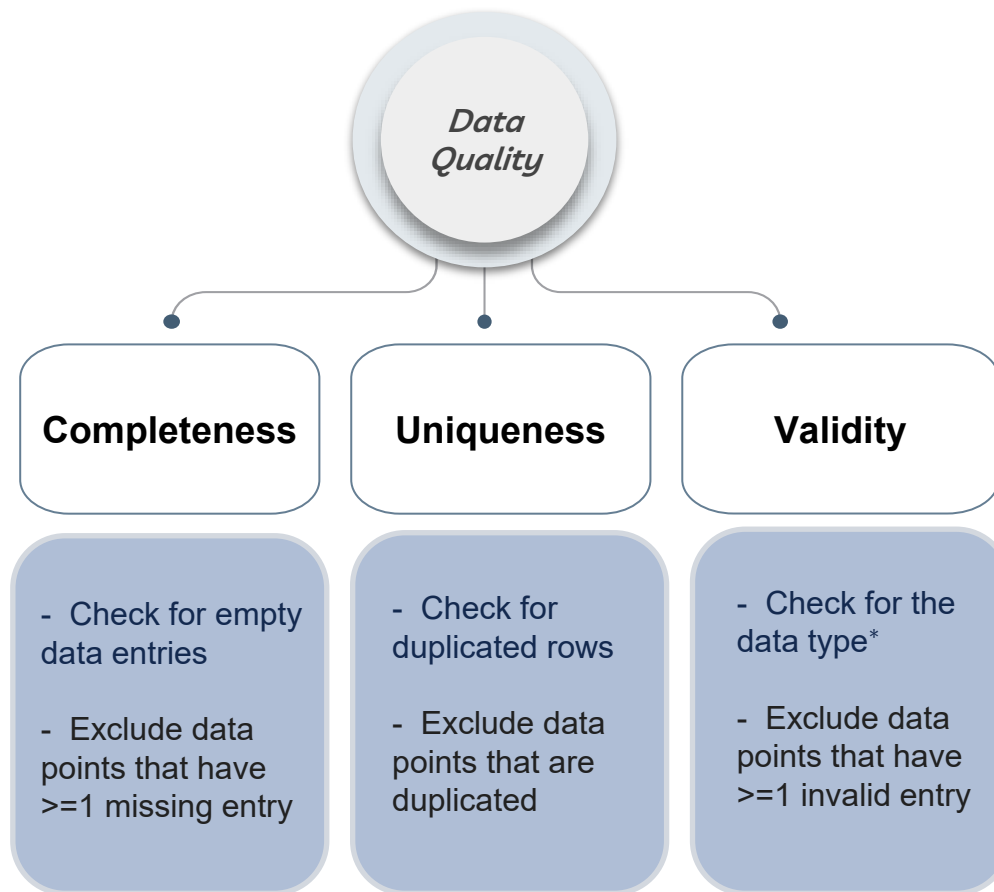 Data
Quality
Completeness
Uniqueness
Validity
- Check for empty
data entries
- Exclude data
points that have
>=1 missing entry
- Check for
duplicated rows
- Exclude data
points that are
duplicated
- Check for the
data type*
- Exclude data
points that have
>=1 invalid entry